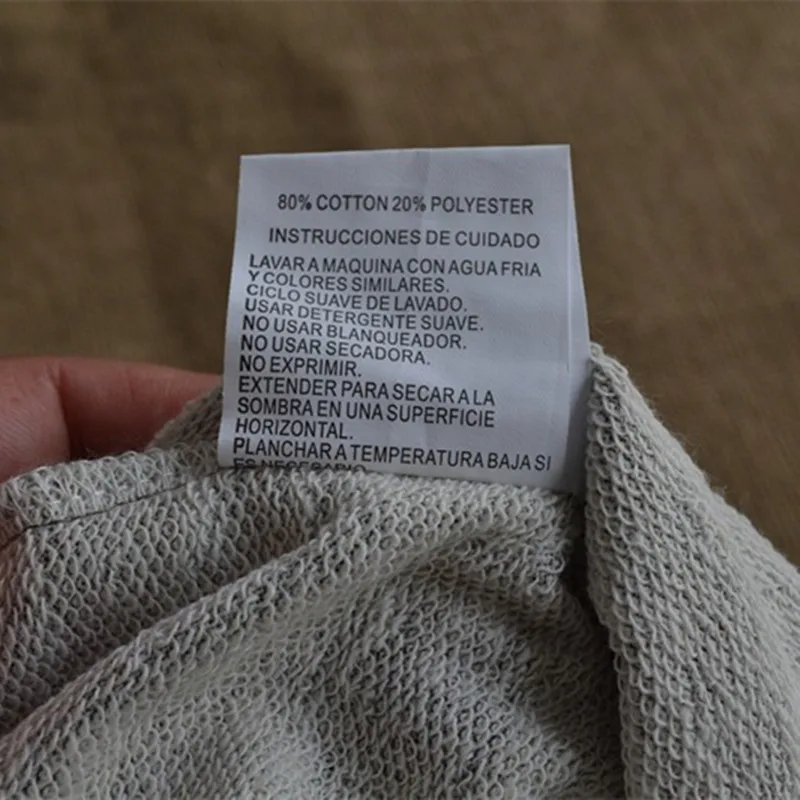 80% COTTON 20% POLYESTER
INSTRUCCIONES DE CUIDADO
LAVAR A MAQUINA CON AGUA FRIA
Y COLORES SIMILARES.
CICLO SUAVE DE LAVADO.
USAR DETERGENTE SUAVE.
NO USAR BLANQUEADOR.
NO USAR SECADORA.
NO EXPRIMIR.
EXTENDER PARA SECAR A LA
SOMBRA EN UNA SUPERFICIE
HORIZONTAL.
PLANCHAR A TEMPERATURA BAJA SI
ES NECESARIO